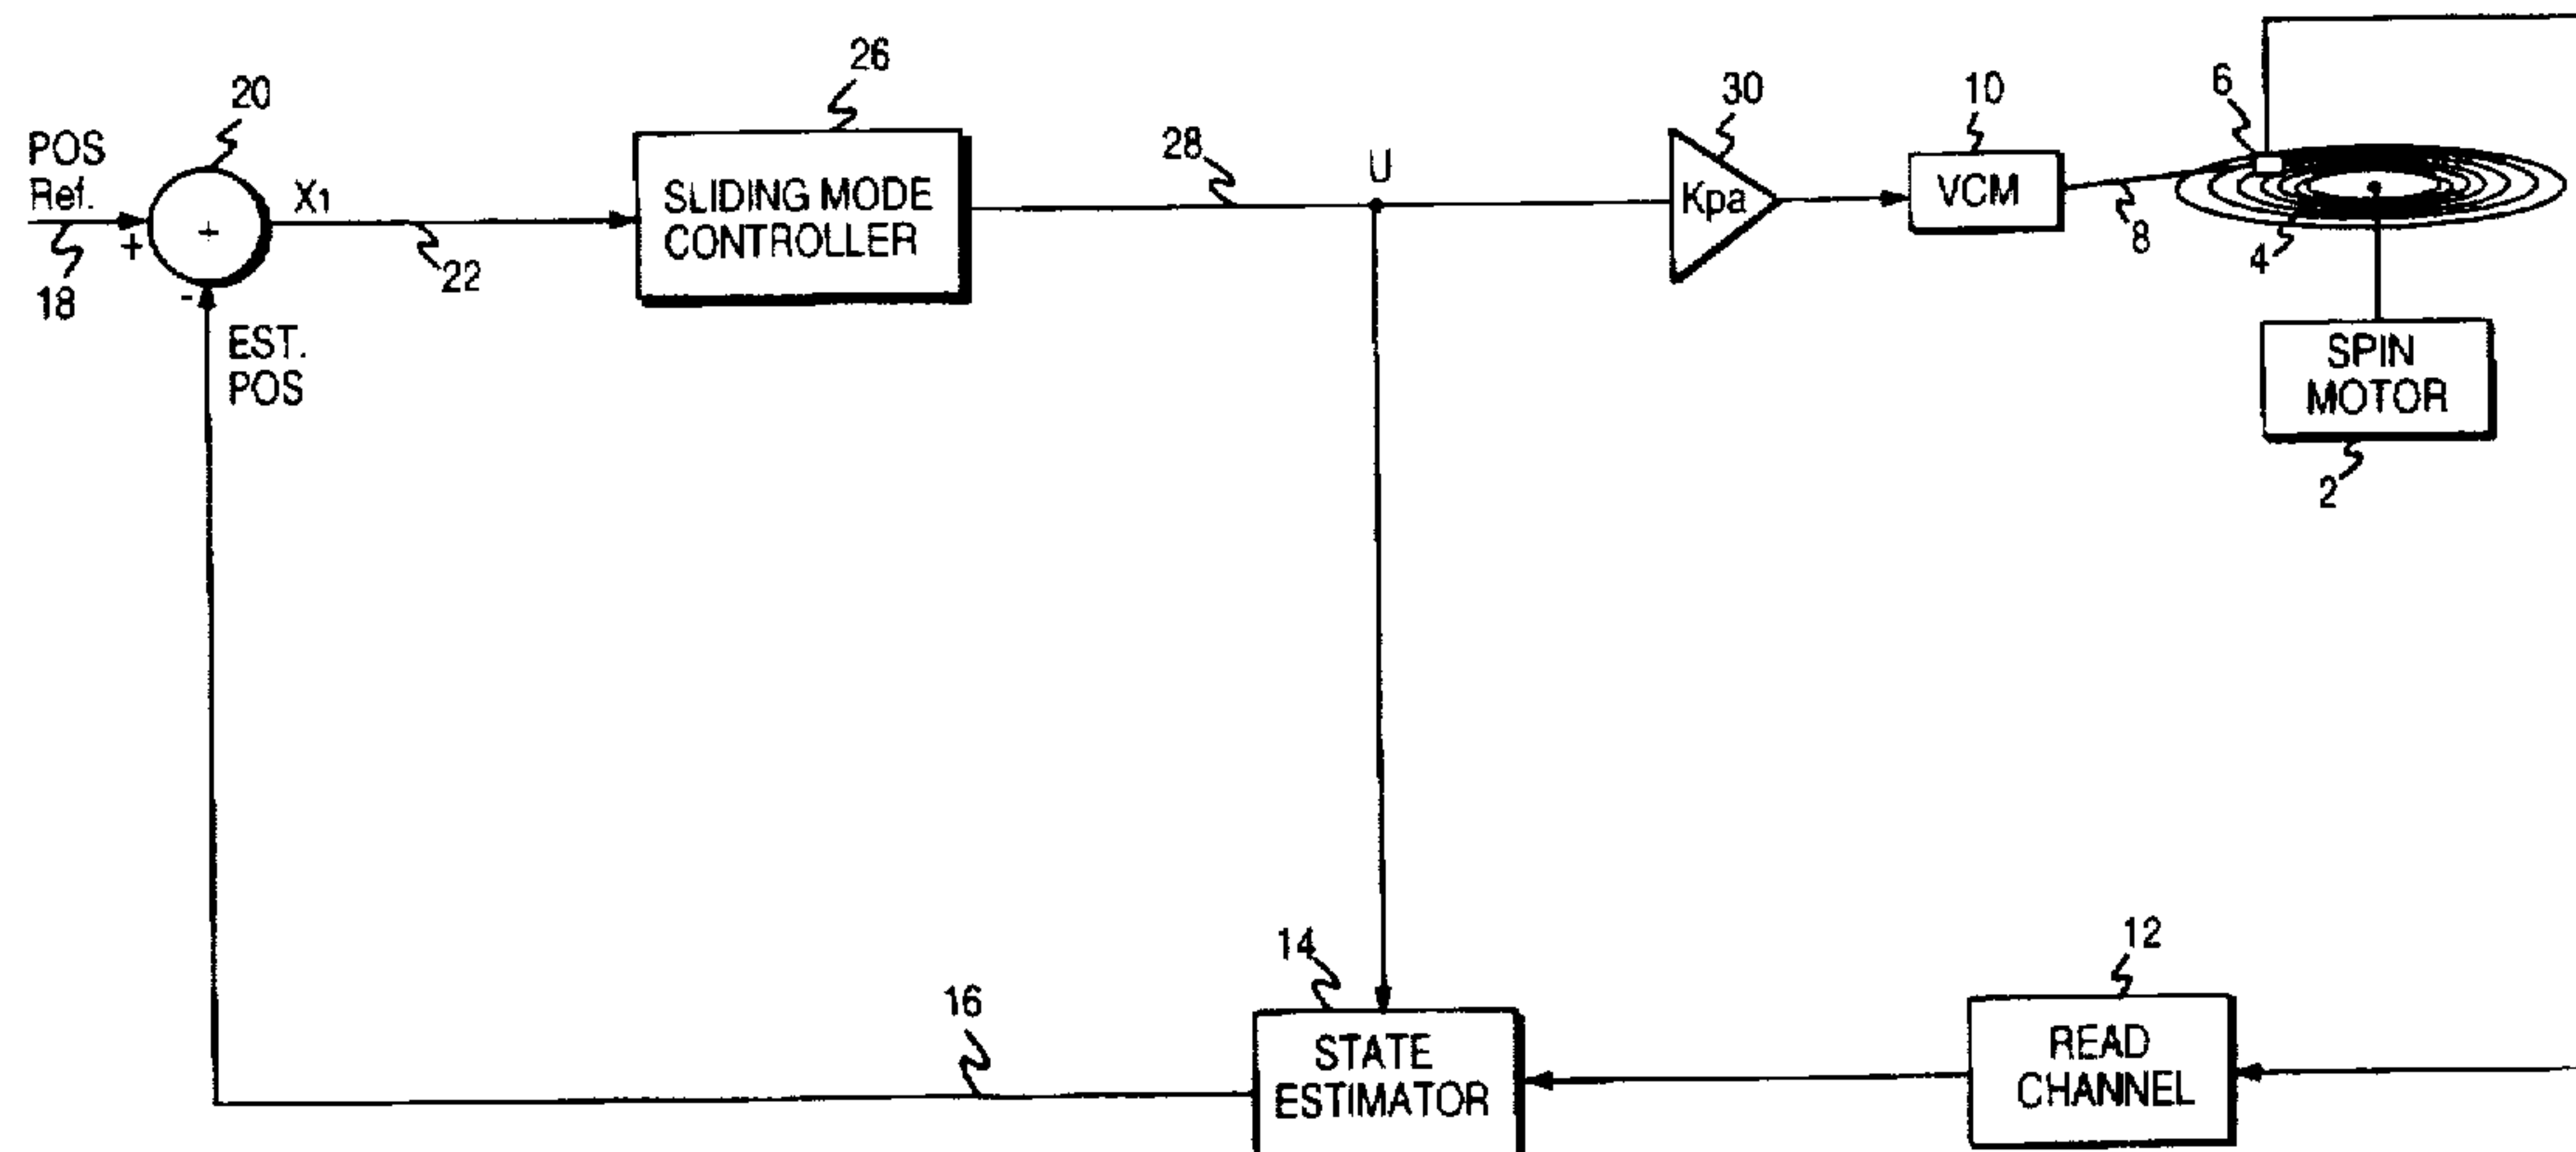 26
20
30
10
6
POS
Ref.
+
+
X1
SLIDING MODE
CONTROLLER
28
U
Kpa
VCM
8
4
18
-
22
EST.
POS
SPIN
MOTOR
2
14
12
16
STATE
ESTIMATOR
READ
CHANNEL